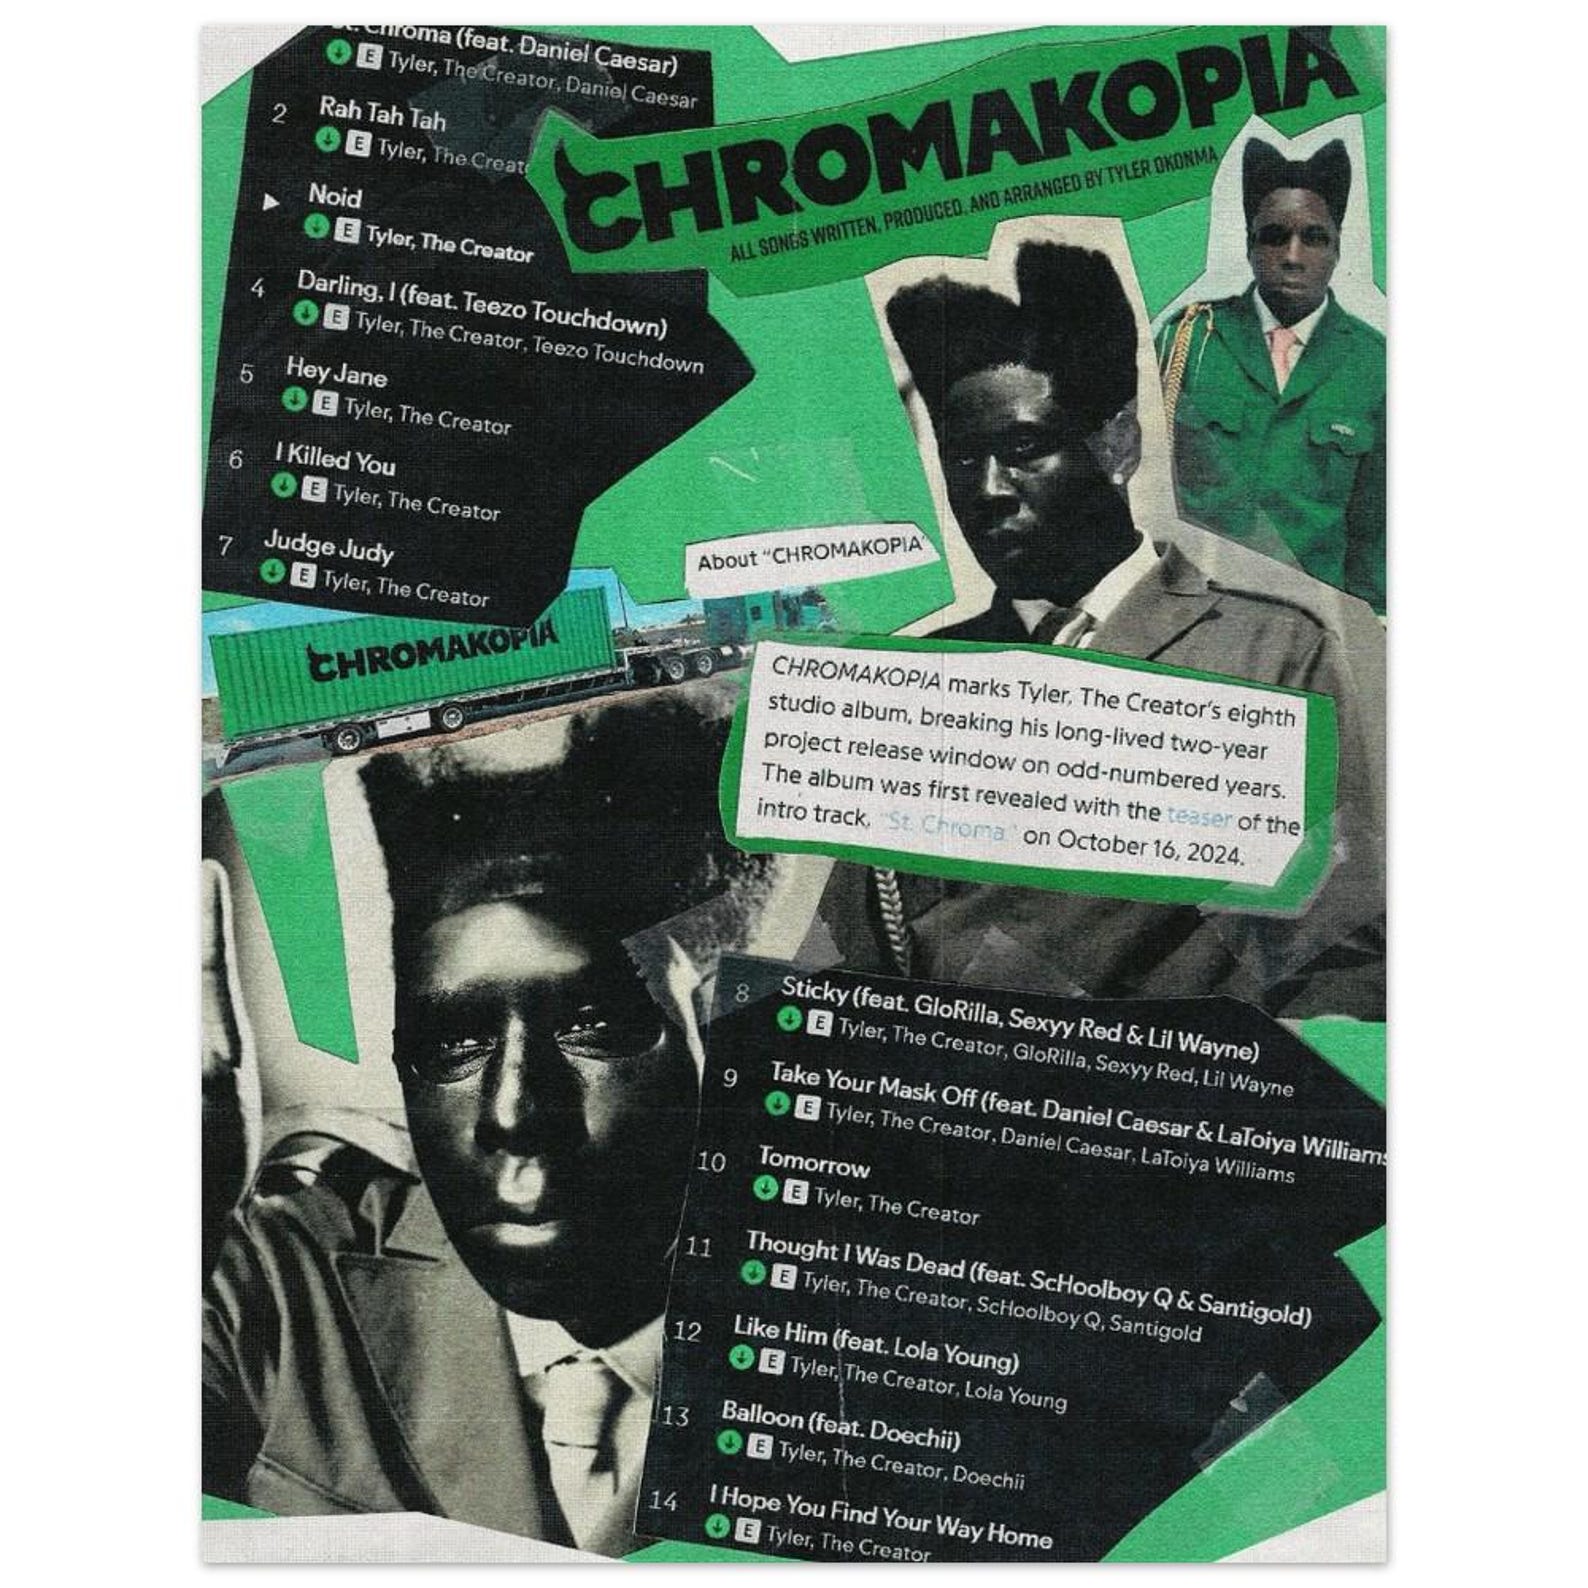 St. Chroma (feat. Daniel Caesar)
E Tyler, The Creator, Daniel Caesar
2 Rah Tah Tah
E Tyler, The Creat
Noid
E Tyler, The Creator
4 Darling, I (feat. Teezo Touchdown)
E Tyler, The Creator, Teezo Touchdown
5 Hey Jane
E Tyler, The Creator
6 I Killed You
E Tyler, The Creator
7 Judge Judy
E Tyler, The Creator
CHROMAKOPIA
ALL SONGS WRITTEN, PRODUCED, AND ARRANGED BY TYLER OKONMA
About "CHROMAKOPIA"
CHROMAKOPIA
CHROMAKOPIA marks Tyler, The Creator's eighth
studio album, breaking his long-lived two-year
project release window on odd-numbered years.
The album was first revealed with the teaser of the
intro track, "St. Chroma" on October 16, 2024.
8 Sticky (feat. GloRilla, Sexyy Red & Lil Wayne)
E Tyler, The Creator, GloRilla, Sexyy Red, Lil Wayne
9 Take Your Mask Off (feat. Daniel Caesar & LaToiya Williams
E Tyler, The Creator, Daniel Caesar, LaToiya Williams
10 Tomorrow
E Tyler, The Creator
11 Thought I Was Dead (feat. ScHoolboy Q & Santigold)
E Tyler, The Creator, ScHoolboy Q, Santigold
12 Like Him (feat. Lola Young)
E Tyler, The Creator, Lola Young
13 Balloon (feat. Doechii)
E Tyler, The Creator, Doechii
14 I Hope You Find Your Way Home
E Tyler, The Creator